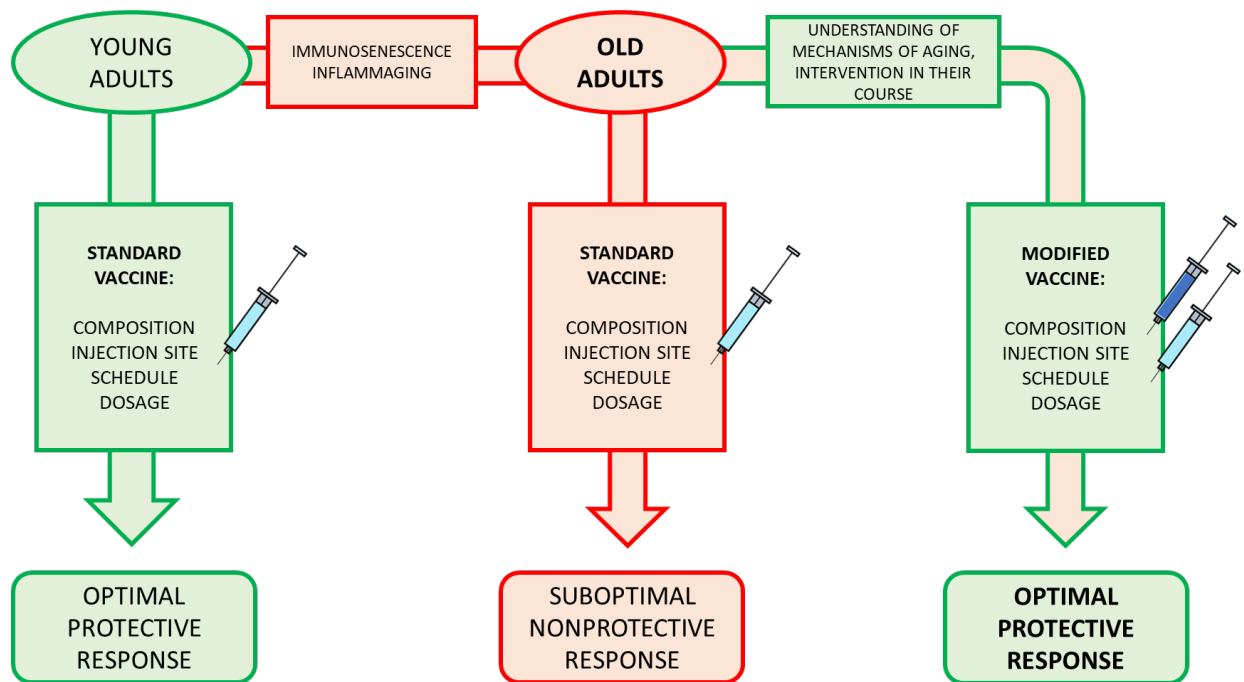 YOUNG
ADULTS
IMMUNOSENESCENCE
INFLAMMAGING
OLD
ADULTS
UNDERSTANDING OF
MECHANISMS OF AGING,
INTERVENTION IN THEIR
COURSE
STANDARD
VACCINE:
COMPOSITION
INJECTION SITE
SCHEDULE
DOSAGE
STANDARD
VACCINE:
COMPOSITION
INJECTION SITE
SCHEDULE
DOSAGE
MODIFIED
VACCINE:
COMPOSITION
INJECTION SITE
SCHEDULE
DOSAGE
OPTIMAL
PROTECTIVE
RESPONSE
SUBOPTIMAL
NONPROTECTIVE
RESPONSE
OPTIMAL
PROTECTIVE
RESPONSE